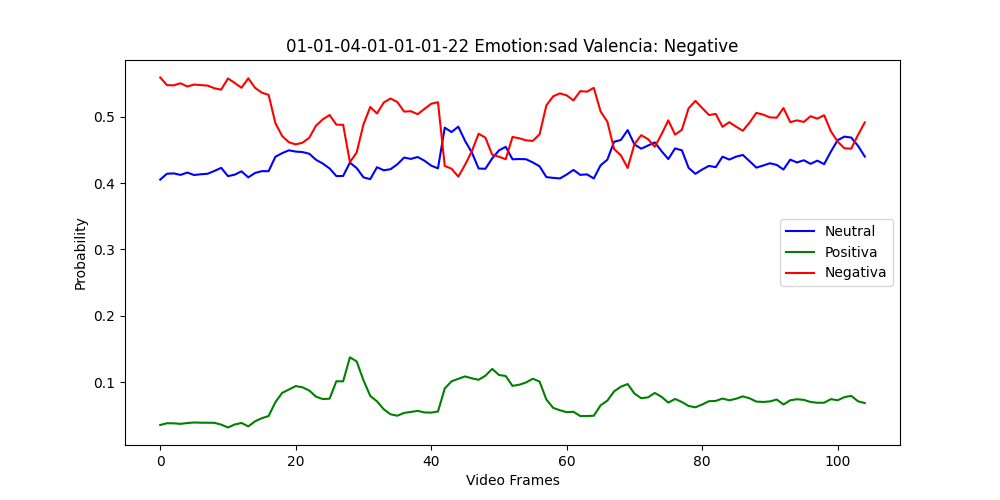 01-01-04-01-01-01-22 Emotion:sad Valencia: Negative
Probability
0.5
0.4
0.3
0.2
0.1
Neutral
Positiva
Negativa
0 20 40 60 80 100
Video Frames